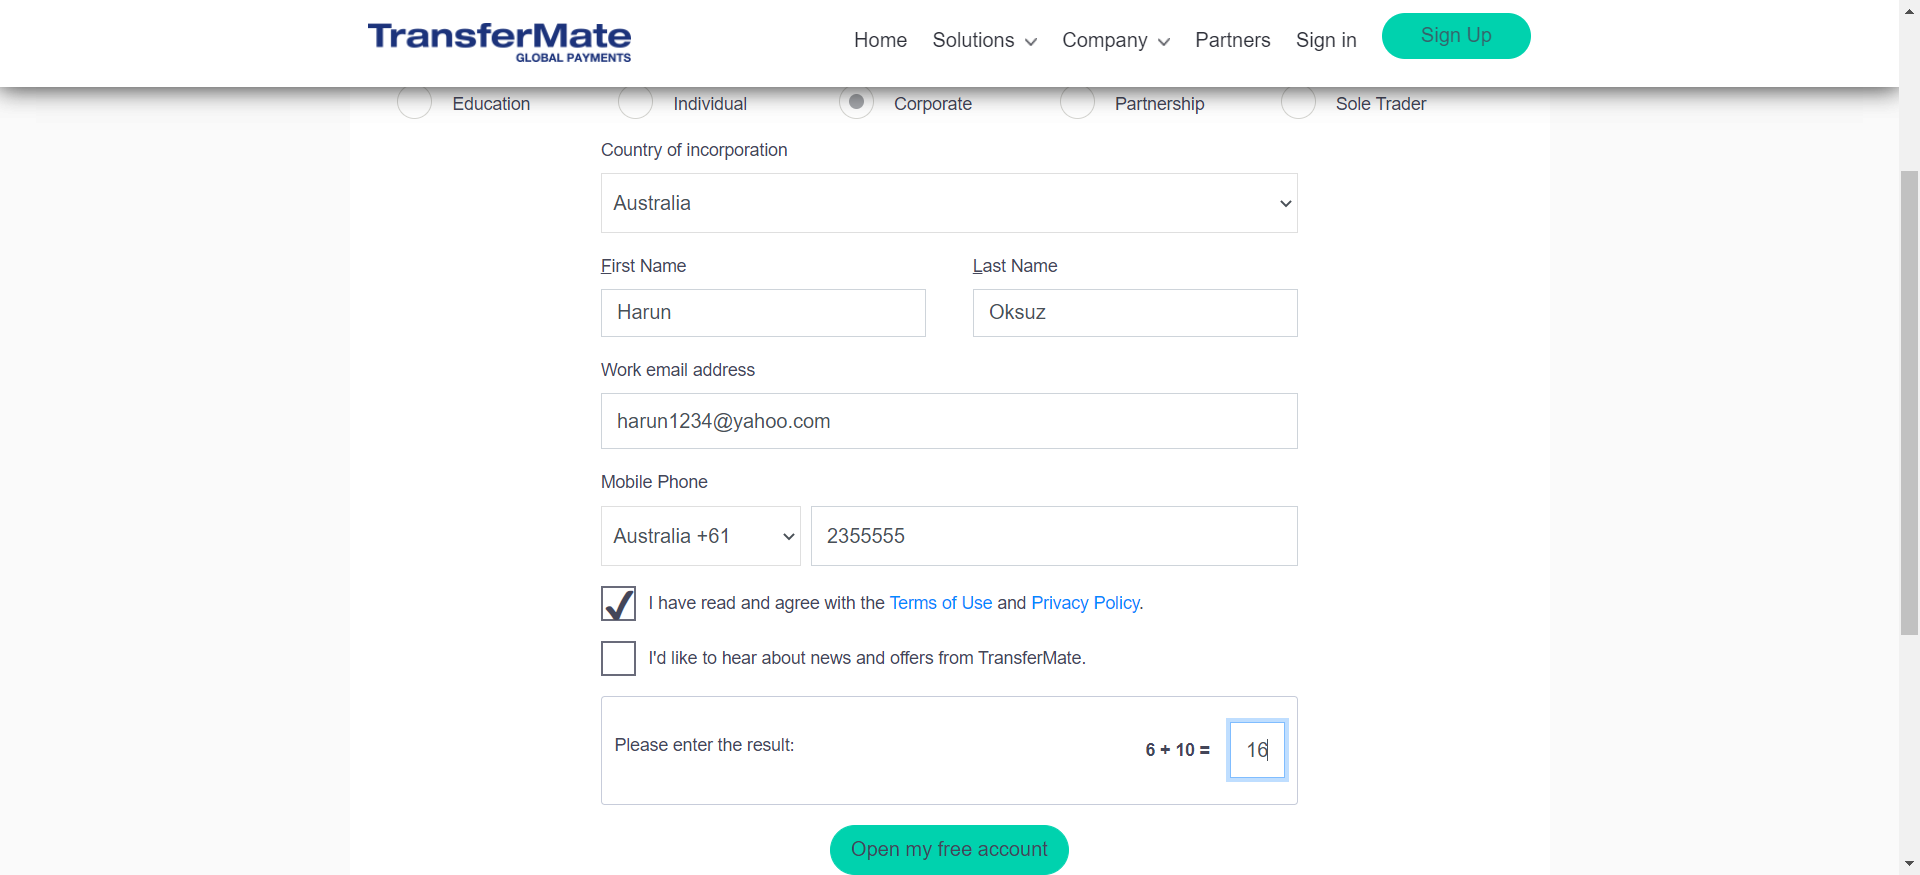 TransferMate
GLOBAL PAYMENTS
Home Solutions Company Partners Sign in Sign Up
Education Individual Corporate Partnership Sole Trader
Country of incorporation
Australia
First Name Last Name
Harun Oksuz
Work email address
harun1234@yahoo.com
Mobile Phone
Australia +61 2355555
I have read and agree with the Terms of Use and Privacy Policy.
I'd like to hear about news and offers from TransferMate.
Please enter the result: 6 + 10 = 16
Open my free account